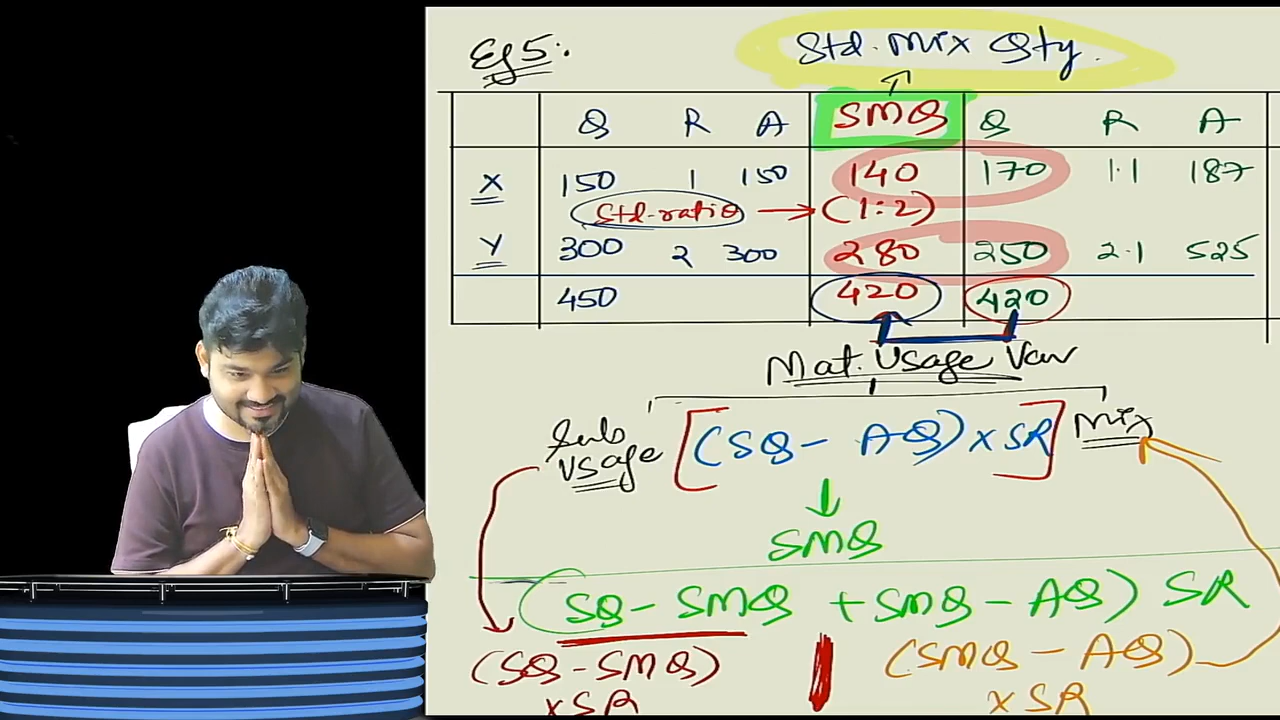 Eg 5:.
Std. Mix Qty.
Q R A SMQ Q R A
X 150 1 150 140 170 1.1 187
Std-ratio → (1:2)
Y 300 2 300 280 250 2.1 525
450 420 420
Mat. Usage Var
Sub Usage [(SQ - AQ) x SR] Mix
↓
SMQ
(SQ - SMQ + SMQ - AQ) SR
(SQ - SMQ) (SMQ - AQ)
x SR x SR